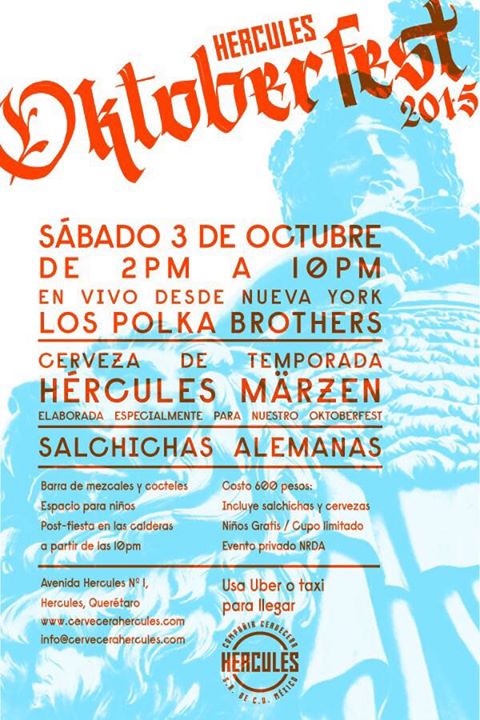 HERCULES
Oktoberfest
2015
SÁBADO 3 DE OCTUBRE
DE 2PM A 10PM
EN VIVO DESDE NUEVA YORK
LOS POLKA BROTHERS
CERVEZA DE TEMPORADA
HÉRCULES MÄRZEN
ELABORADA ESPECIALMENTE PARA NUESTRO OKTOBERFEST
SALCHICHAS ALEMANAS
Barra de mezcales y cocteles
Espacio para niños
Post-fiesta en las calderas
a partir de las 10pm
Costo 600 pesos:
Incluye salchichas y cervezas
Niños Gratis / Cupo limitado
Evento privado NRDA
Avenida Hercules Nº 1,
Hercules, Querétaro
www.cervecerahercules.com
info@cervecerahercules.com
Usa Uber o taxi
para llegar
COMPAÑIA CERVECERA
HERCULES
S.A. DE C.V. MÉXICO